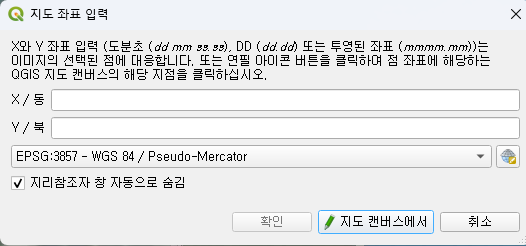 지도 좌표 입력
X와 Y 좌표 입력 (도분초 (dd mm ss.ss), DD (dd.dd) 또는 투영된 좌표 (mmmm.mm))는
이미지의 선택된 점에 대응합니다. 또는 연필 아이콘 버튼을 클릭하여 점 좌표에 해당하는
QGIS 지도 캔버스의 해당 지점을 클릭하십시오.
X / 동
Y / 북
EPSG:3857 - WGS 84 / Pseudo-Mercator
지리참조자 창 자동으로 숨김
확인 지도 캔버스에서 취소